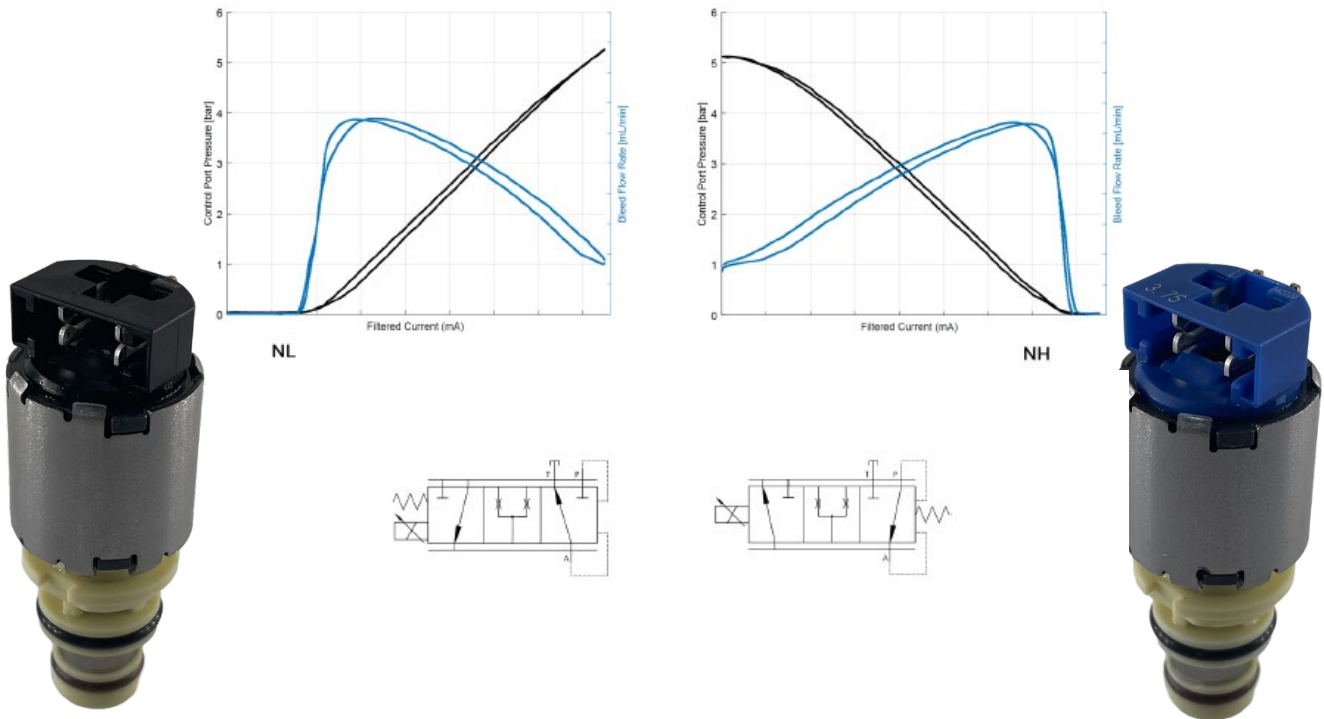 6
5
4
3
2
1
0
Control Port Pressure [bar]
Bleed Flow Rate [mL/min]
Filtered Current (mA)
NL
6
5
4
3
2
1
0
Control Port Pressure [bar]
Bleed Flow Rate [mL/min]
Filtered Current (mA)
NH
3.75
T P
A
T P
A